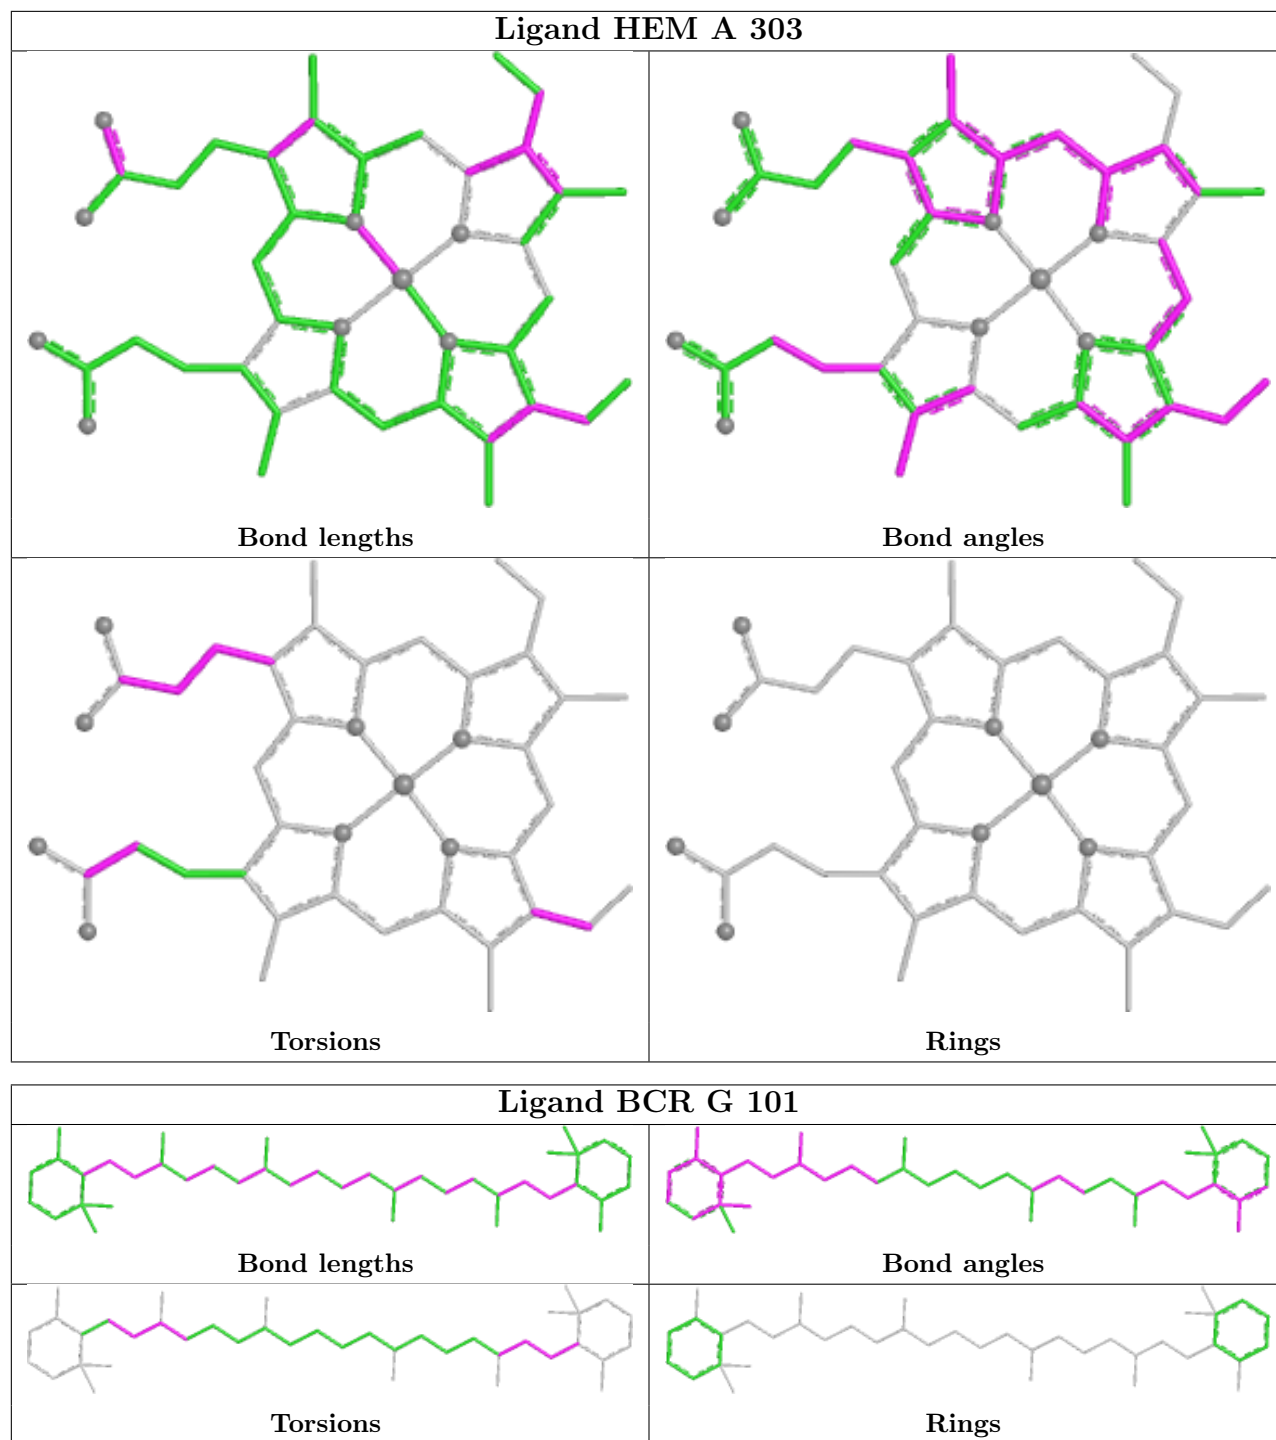 Ligand HEM A 303
Bond lengths
Bond angles
Torsions
Rings
Ligand BCR G 101
Bond lengths
Bond angles
Torsions
Rings